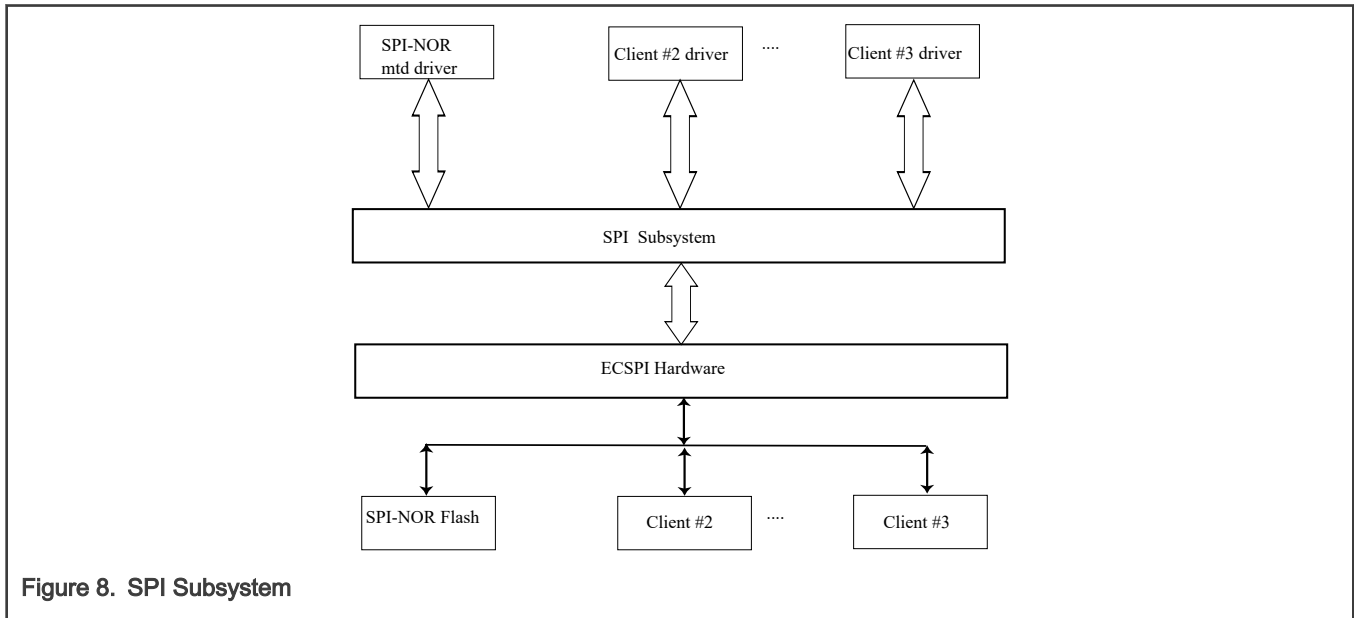 SPI-NOR
mtd driver
Client #2 driver
....
Client #3 driver
SPI Subsystem
ECSPI Hardware
SPI-NOR Flash
Client #2
....
Client #3
Figure 8. SPI Subsystem